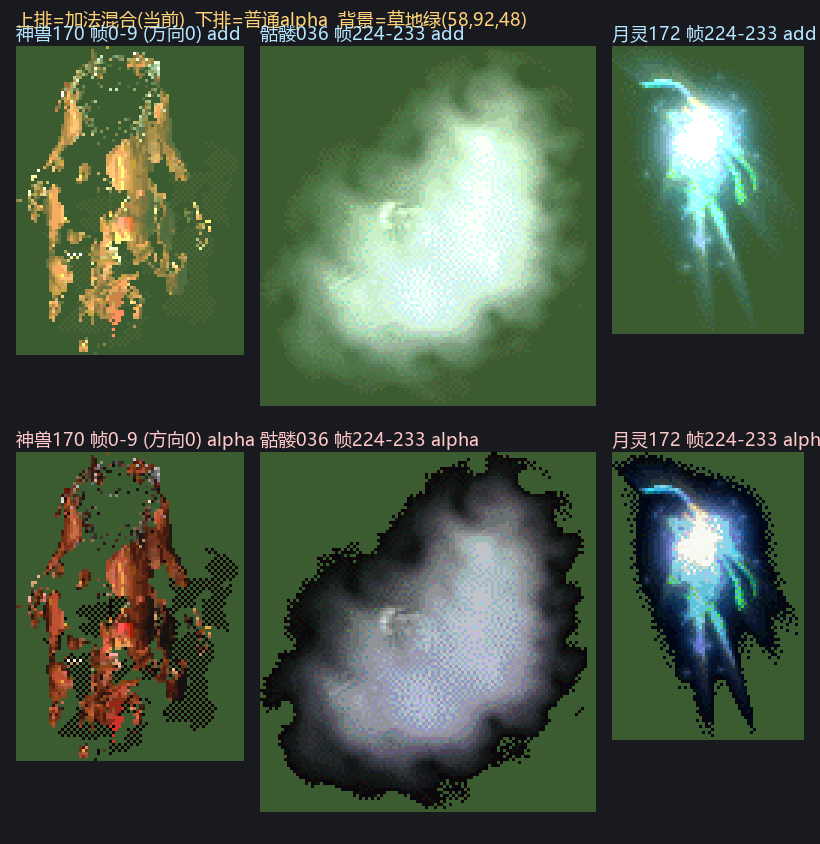 上排=加法混合(当前) 下排=普通alpha 背景=草地绿(58,92,48)
神兽170 帧0-9 (方向0) add
骷髅036 帧224-233 add
月灵172 帧224-233 add
神兽170 帧0-9 (方向0) alpha
骷髅036 帧224-233 alpha
月灵172 帧224-233 alph